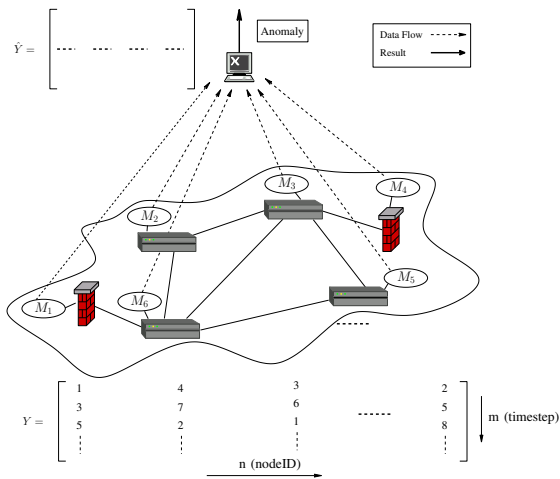 Ŷ =
Anomaly
Data Flow
Result
X
M₃
M₄
M₂
M₅
M₆
M₁
1 4 3 2
3 7 6 5
Y =
5 2 1 8
m (timestep)
n (nodeID)